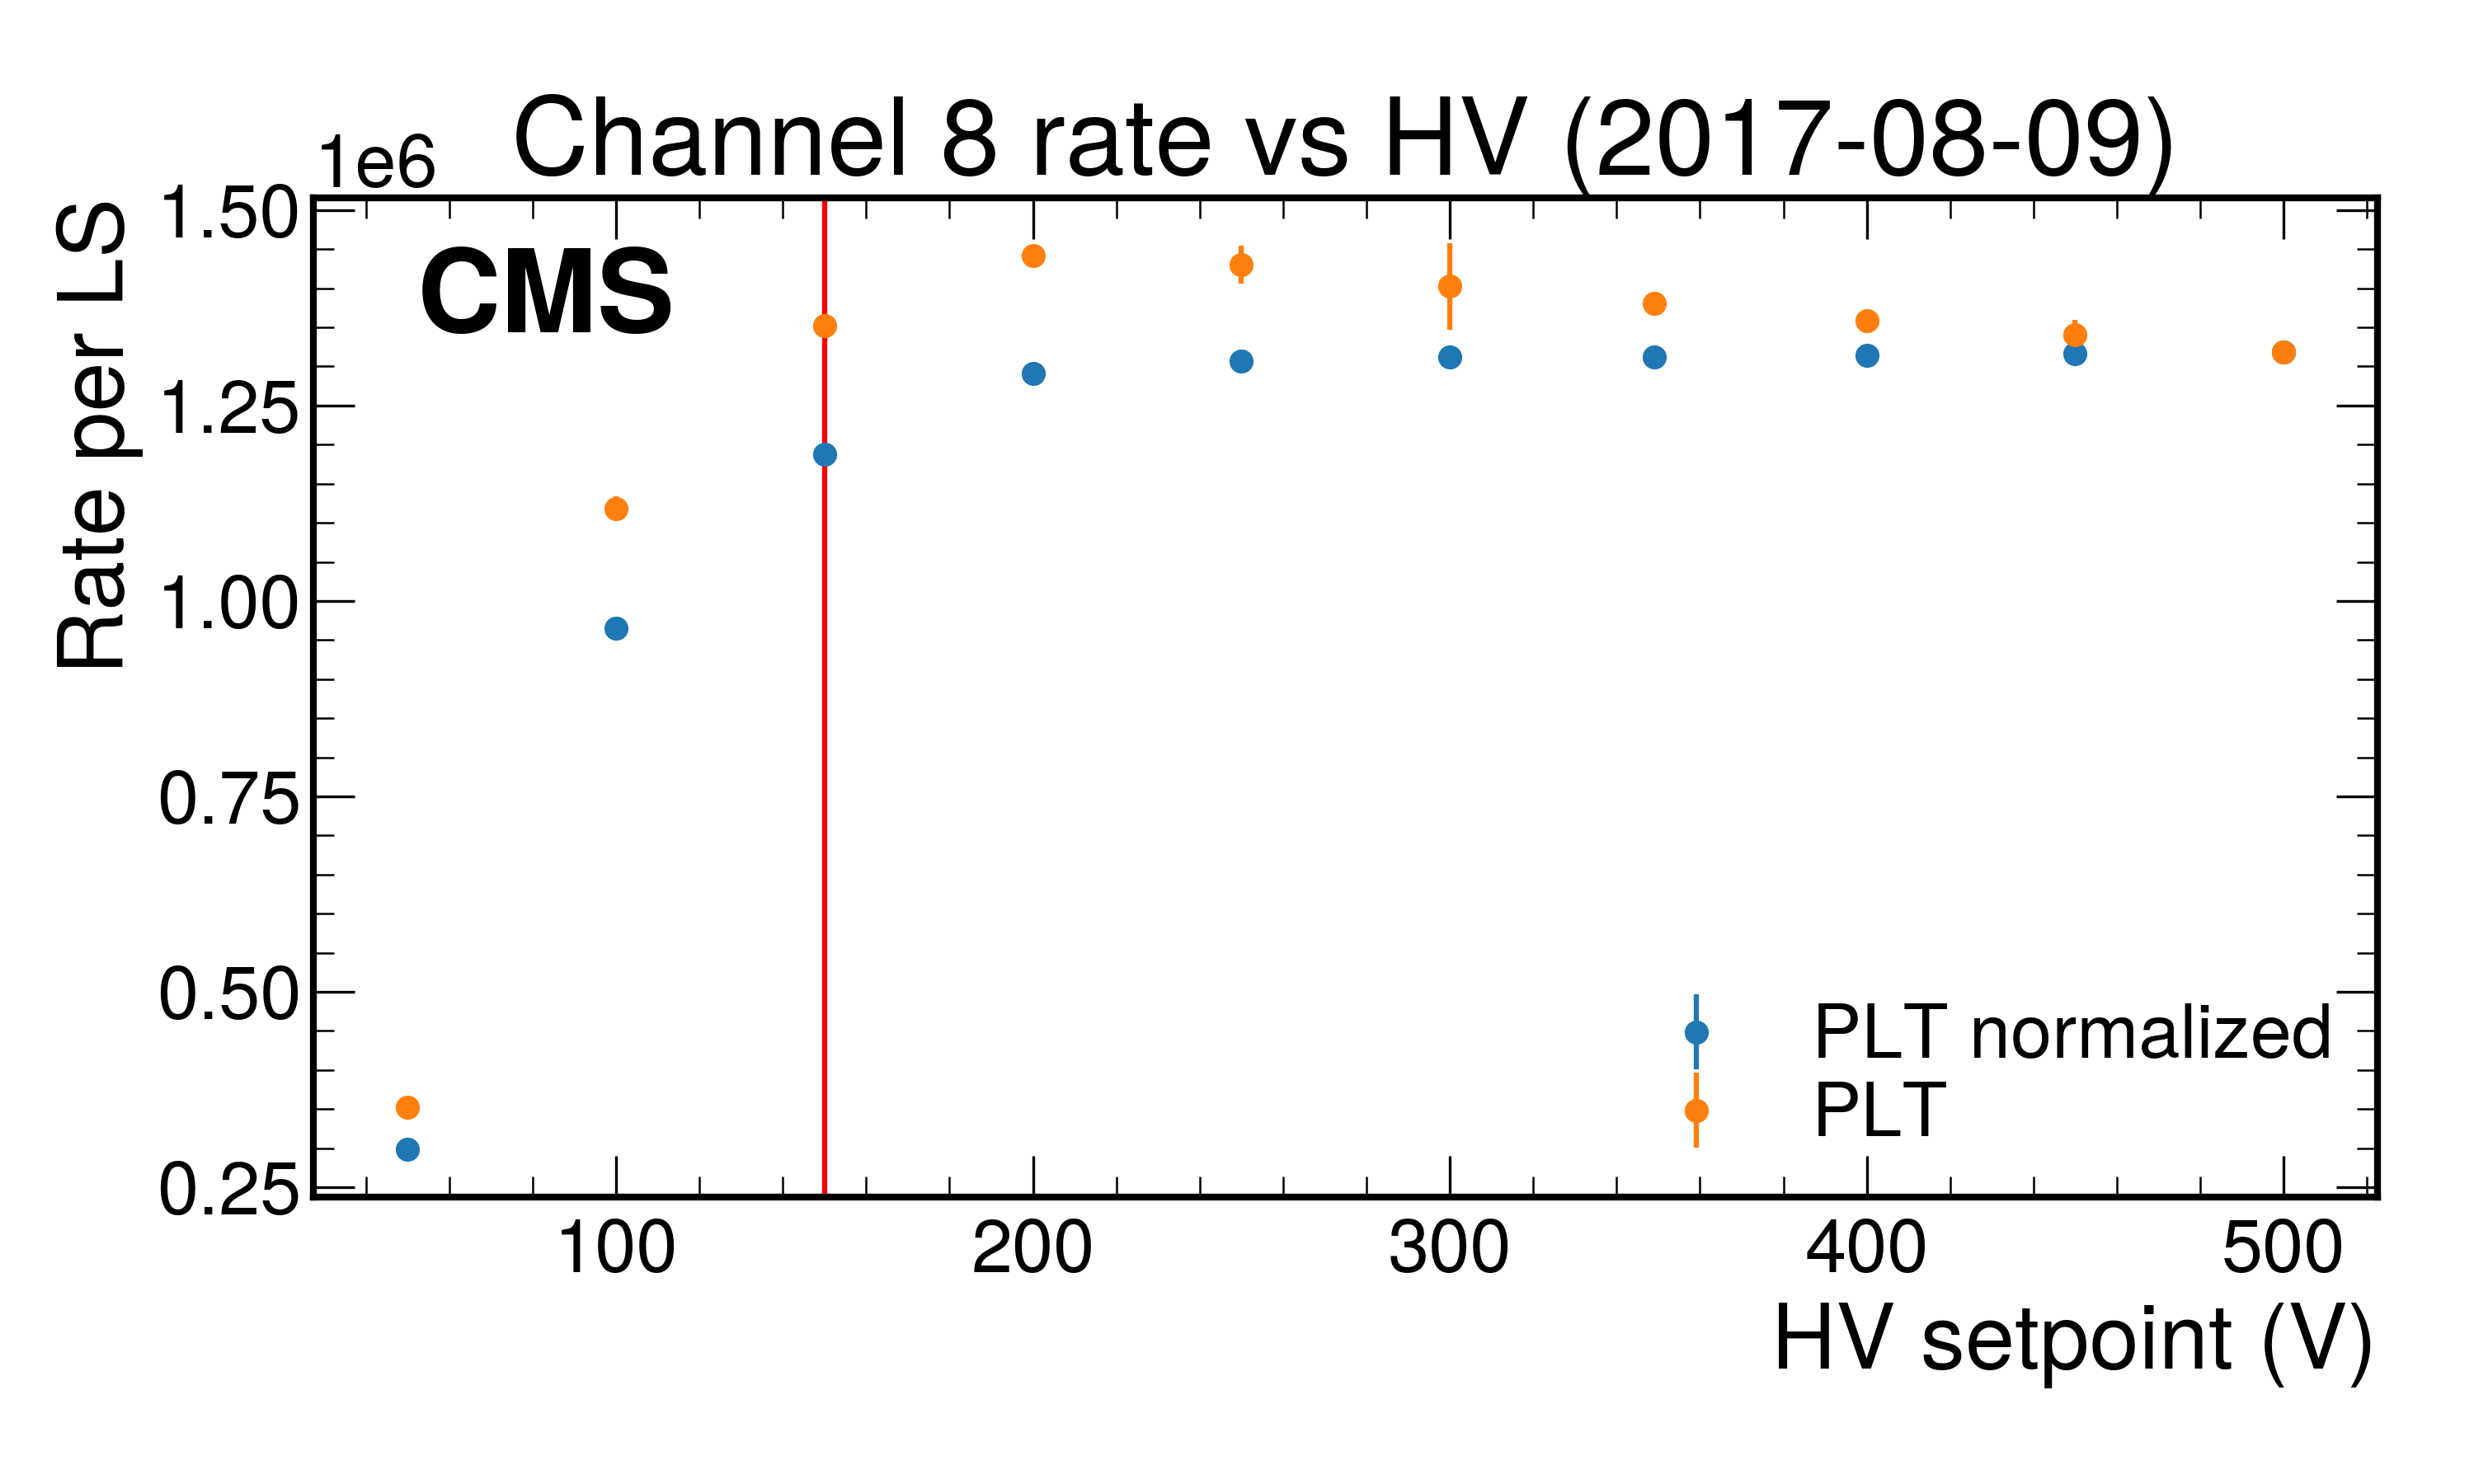 Channel 8 rate vs HV (2017-08-09)
1e6
CMS
Rate per LS
1.50
1.25
1.00
0.75
0.50
0.25
PLT normalized
PLT
100 200 300 400 500
HV setpoint (V)